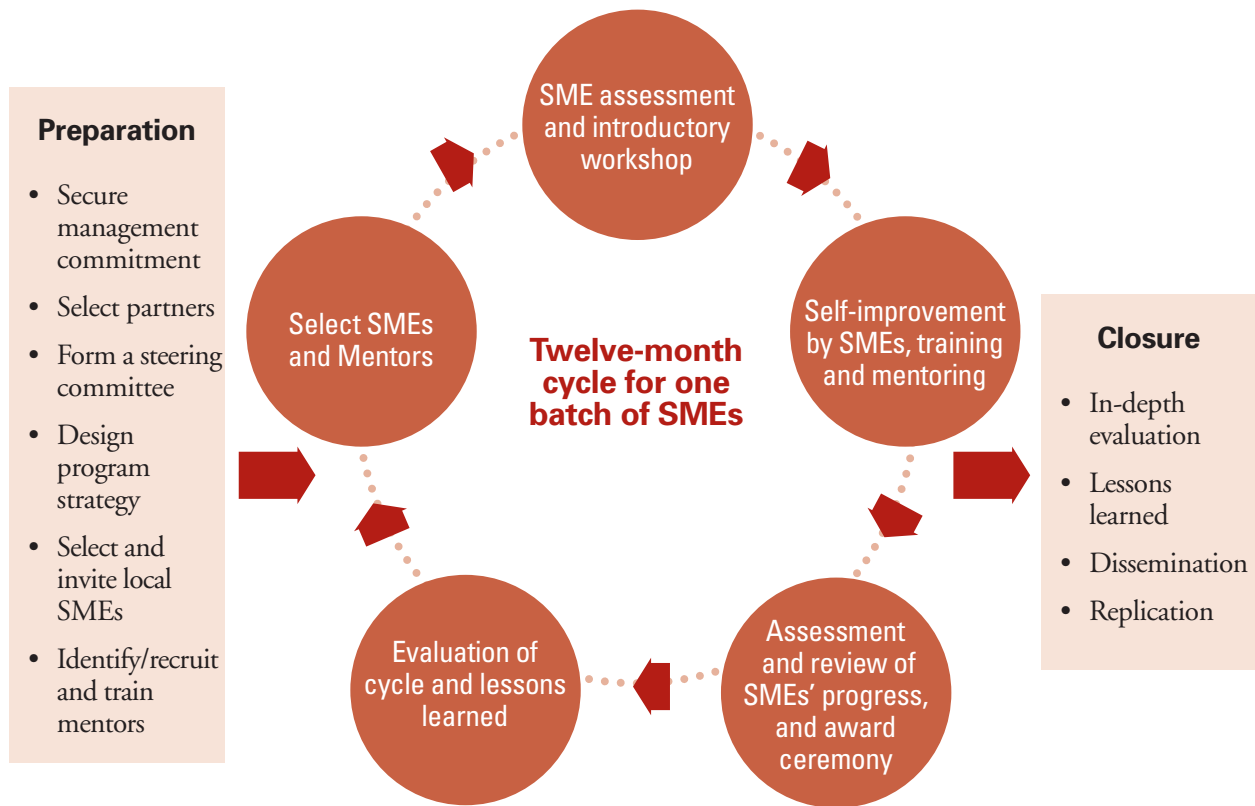 Preparation
• Secure
management
commitment
• Select partners
• Form a steering
committee
• Design
program
strategy
• Select and
invite local
SMEs
• Identify/recruit
and train
mentors
SME assessment
and introductory
workshop
Select SMEs
and Mentors
Twelve-month
cycle for one
batch of SMEs
Self-improvement
by SMEs, training
and mentoring
Evaluation of
cycle and lessons
learned
Assessment
and review of
SMEs’ progress,
and award
ceremony
Closure
• In-depth
evaluation
• Lessons
learned
• Dissemination
• Replication